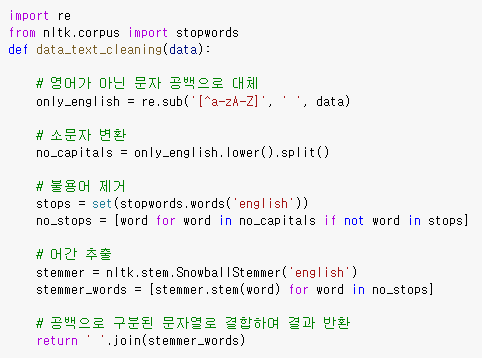 import re
from nltk.corpus import stopwords
def data_text_cleaning(data):
# 영어가 아닌 문자 공백으로 대체
only_english = re.sub('[^a-zA-Z]', ' ', data)
# 소문자 변환
no_capitals = only_english.lower().split()
# 불용어 제거
stops = set(stopwords.words('english'))
no_stops = [word for word in no_capitals if not word in stops]
# 어간 추출
stemmer = nltk.stem.SnowballStemmer('english')
stemmer_words = [stemmer.stem(word) for word in no_stops]
# 공백으로 구분된 문자열로 결합하여 결과 반환
return ' '.join(stemmer_words)